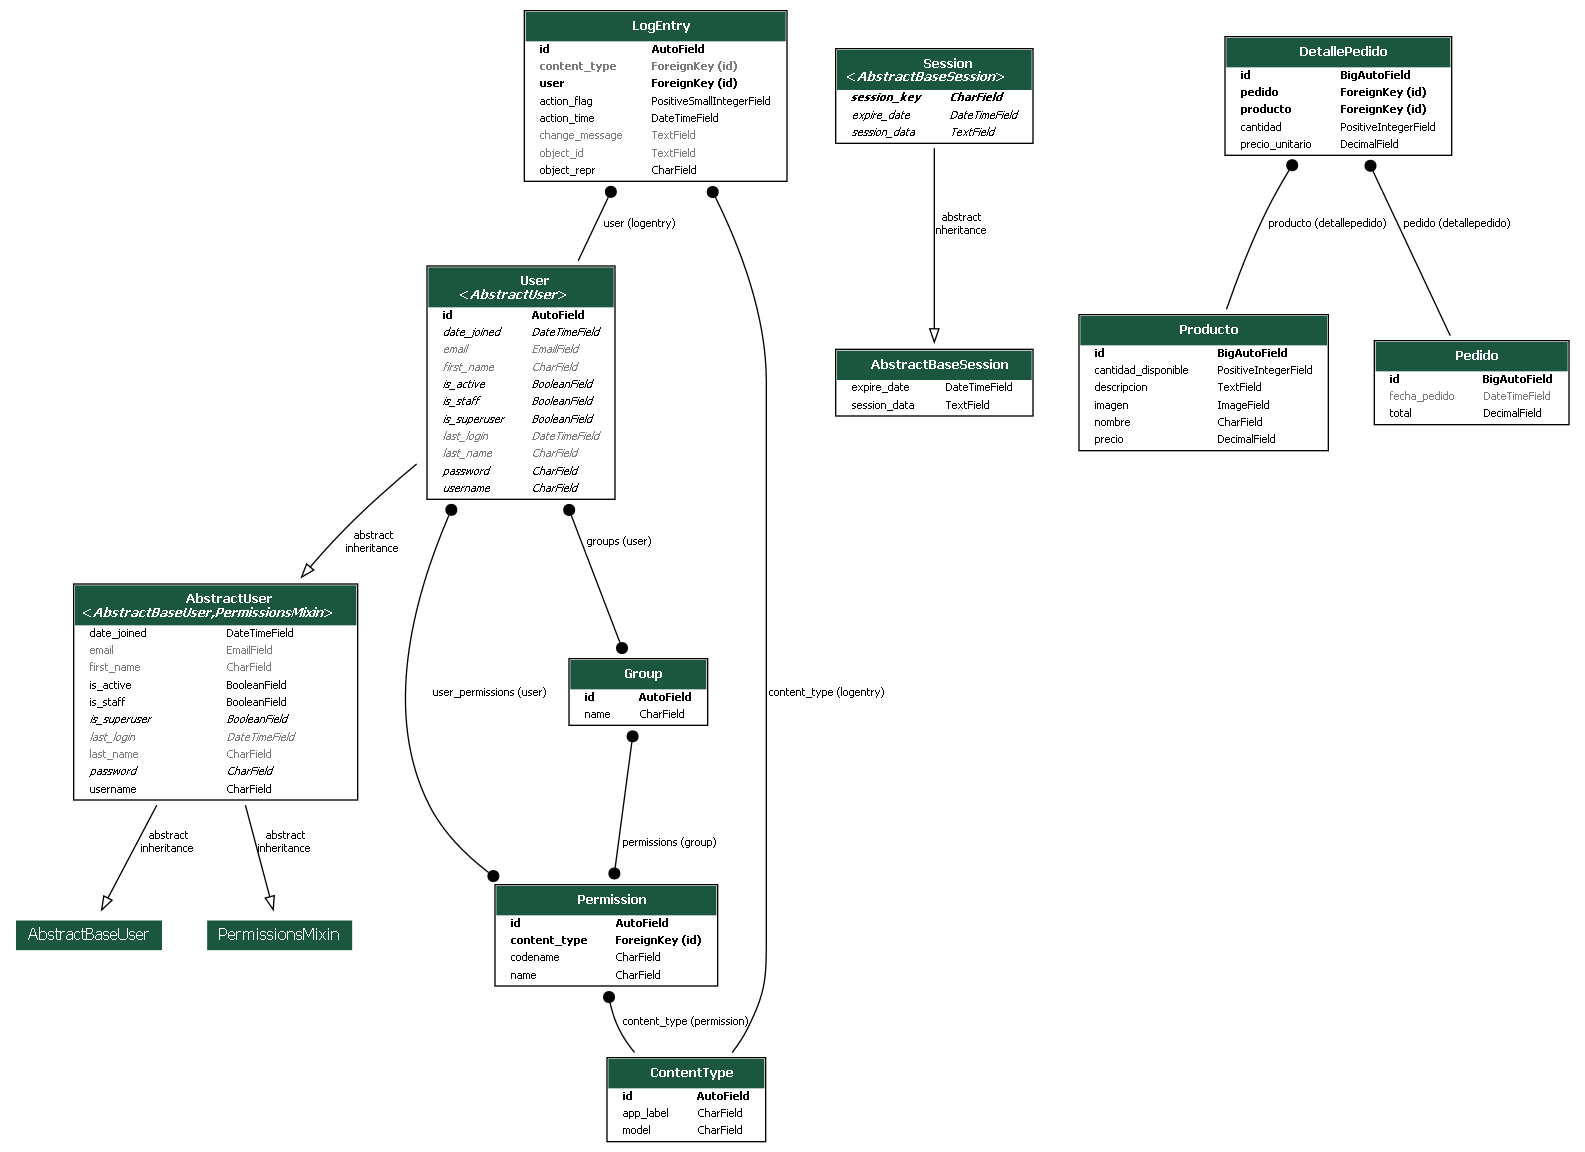 LogEntry
id AutoField
content_type ForeignKey (id)
user ForeignKey (id)
action_flag PositiveSmallIntegerField
action_time DateTimeField
change_message TextField
object_id TextField
object_repr CharField
Session
<AbstractBaseSession>
session_key CharField
expire_date DateTimeField
session_data TextField
DetallePedido
id BigAutoField
pedido ForeignKey (id)
producto ForeignKey (id)
cantidad PositiveIntegerField
precio_unitario DecimalField
user (logentry)
abstract
nheritance
producto (detallepedido)
pedido (detallepedido)
User
<AbstractUser>
id AutoField
date_joined DateTimeField
email EmailField
first_name CharField
is_active BooleanField
is_staff BooleanField
is_superuser BooleanField
last_login DateTimeField
last_name CharField
password CharField
username CharField
AbstractBaseSession
expire_date DateTimeField
session_data TextField
Producto
id BigAutoField
cantidad_disponible PositiveIntegerField
descripcion TextField
imagen ImageField
nombre CharField
precio DecimalField
Pedido
id BigAutoField
fecha_pedido DateTimeField
total DecimalField
abstract
inheritance
groups (user)
AbstractUser
<AbstractBaseUser,PermissionsMixin>
date_joined DateTimeField
email EmailField
first_name CharField
is_active BooleanField
is_staff BooleanField
is_superuser BooleanField
last_login DateTimeField
last_name CharField
password CharField
username CharField
user_permissions (user)
Group
id AutoField
name CharField
content_type (logentry)
abstract
inheritance
abstract
inheritance
permissions (group)
AbstractBaseUser
PermissionsMixin
Permission
id AutoField
content_type ForeignKey (id)
codename CharField
name CharField
content_type (permission)
ContentType
id AutoField
app_label CharField
model CharField